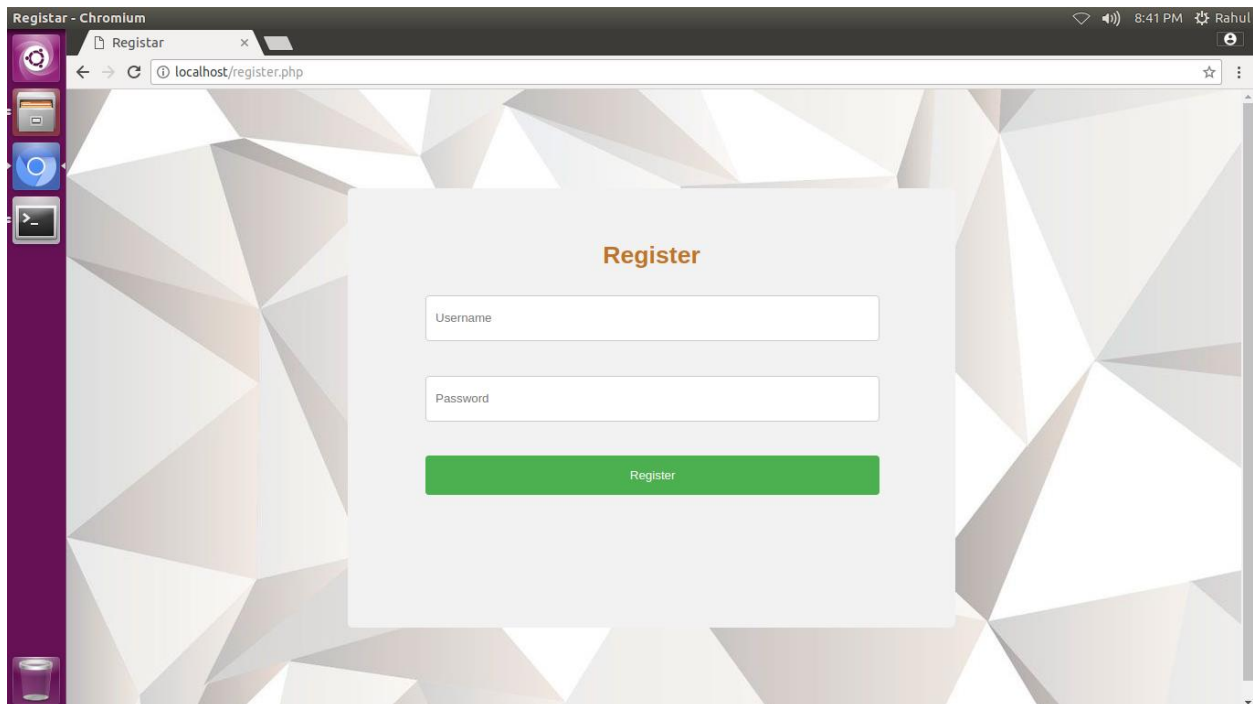 Registar - Chromium
8:41 PM Rahul
Registar
localhost/register.php
Register
Username
Password
Register